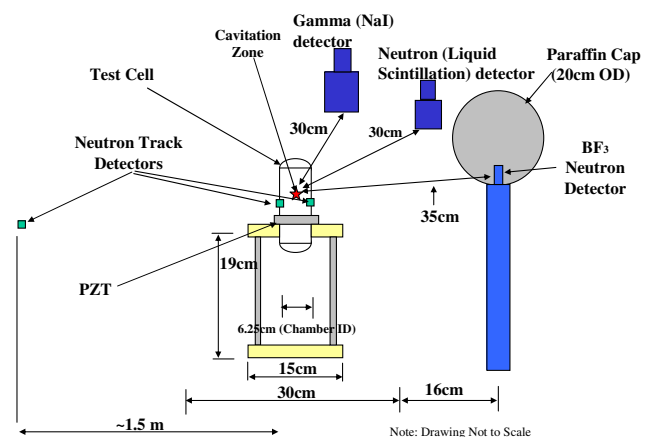 Gamma (NaI)
detector
Cavitation
Zone
Neutron (Liquid
Scintillation) detector
Paraffin Cap
(20cm OD)
Test Cell
30cm
30cm
Neutron Track
Detectors
BF3
Neutron
Detector
35cm
19cm
PZT
6.25cm (Chamber ID)
15cm
30cm
16cm
~1.5 m
Note: Drawing Not to Scale